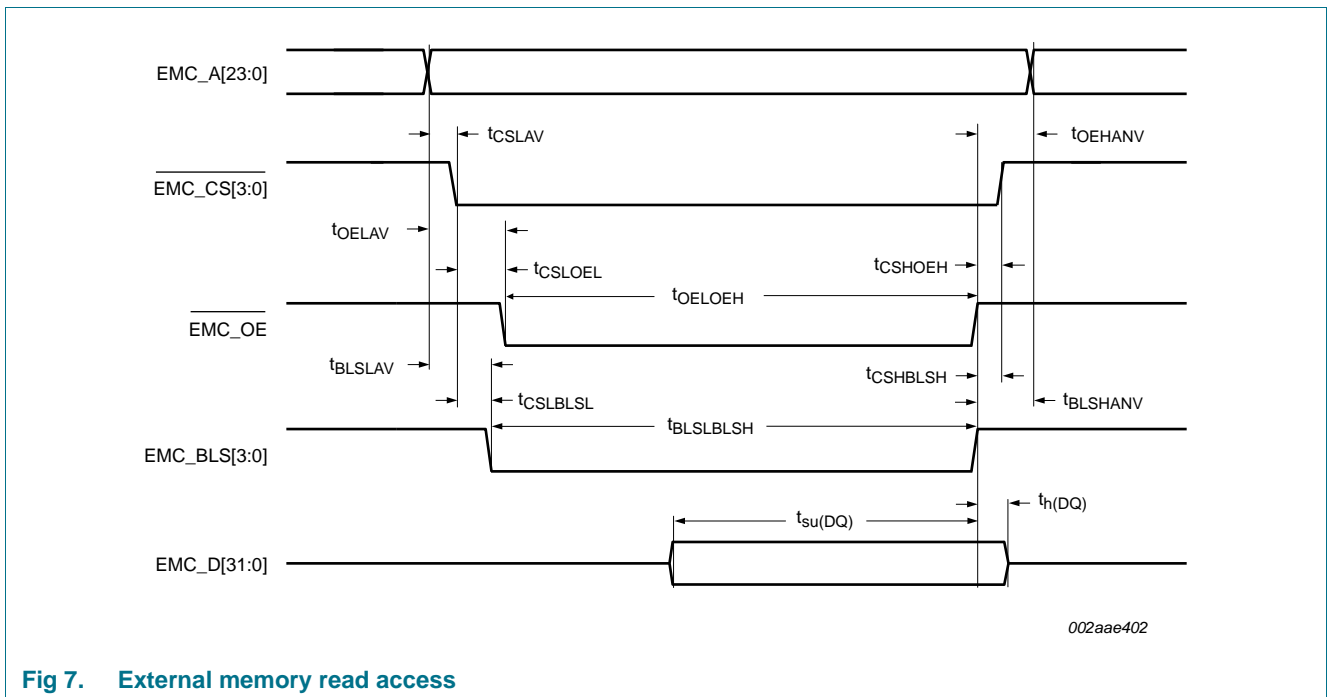 EMC_A[23:0]
tCSLAV
tOEHANV
EMC_CS[3:0]
tOELAV
tCSLOEL
tCSHOEH
tOELOEH
EMC_OE
tBLSLAV
tCSHBLSH
tCSLBLSL
tBLSHANV
tBLSLBLSH
EMC_BLS[3:0]
th(DQ)
tsu(DQ)
EMC_D[31:0]
002aae402
Fig 7. External memory read access